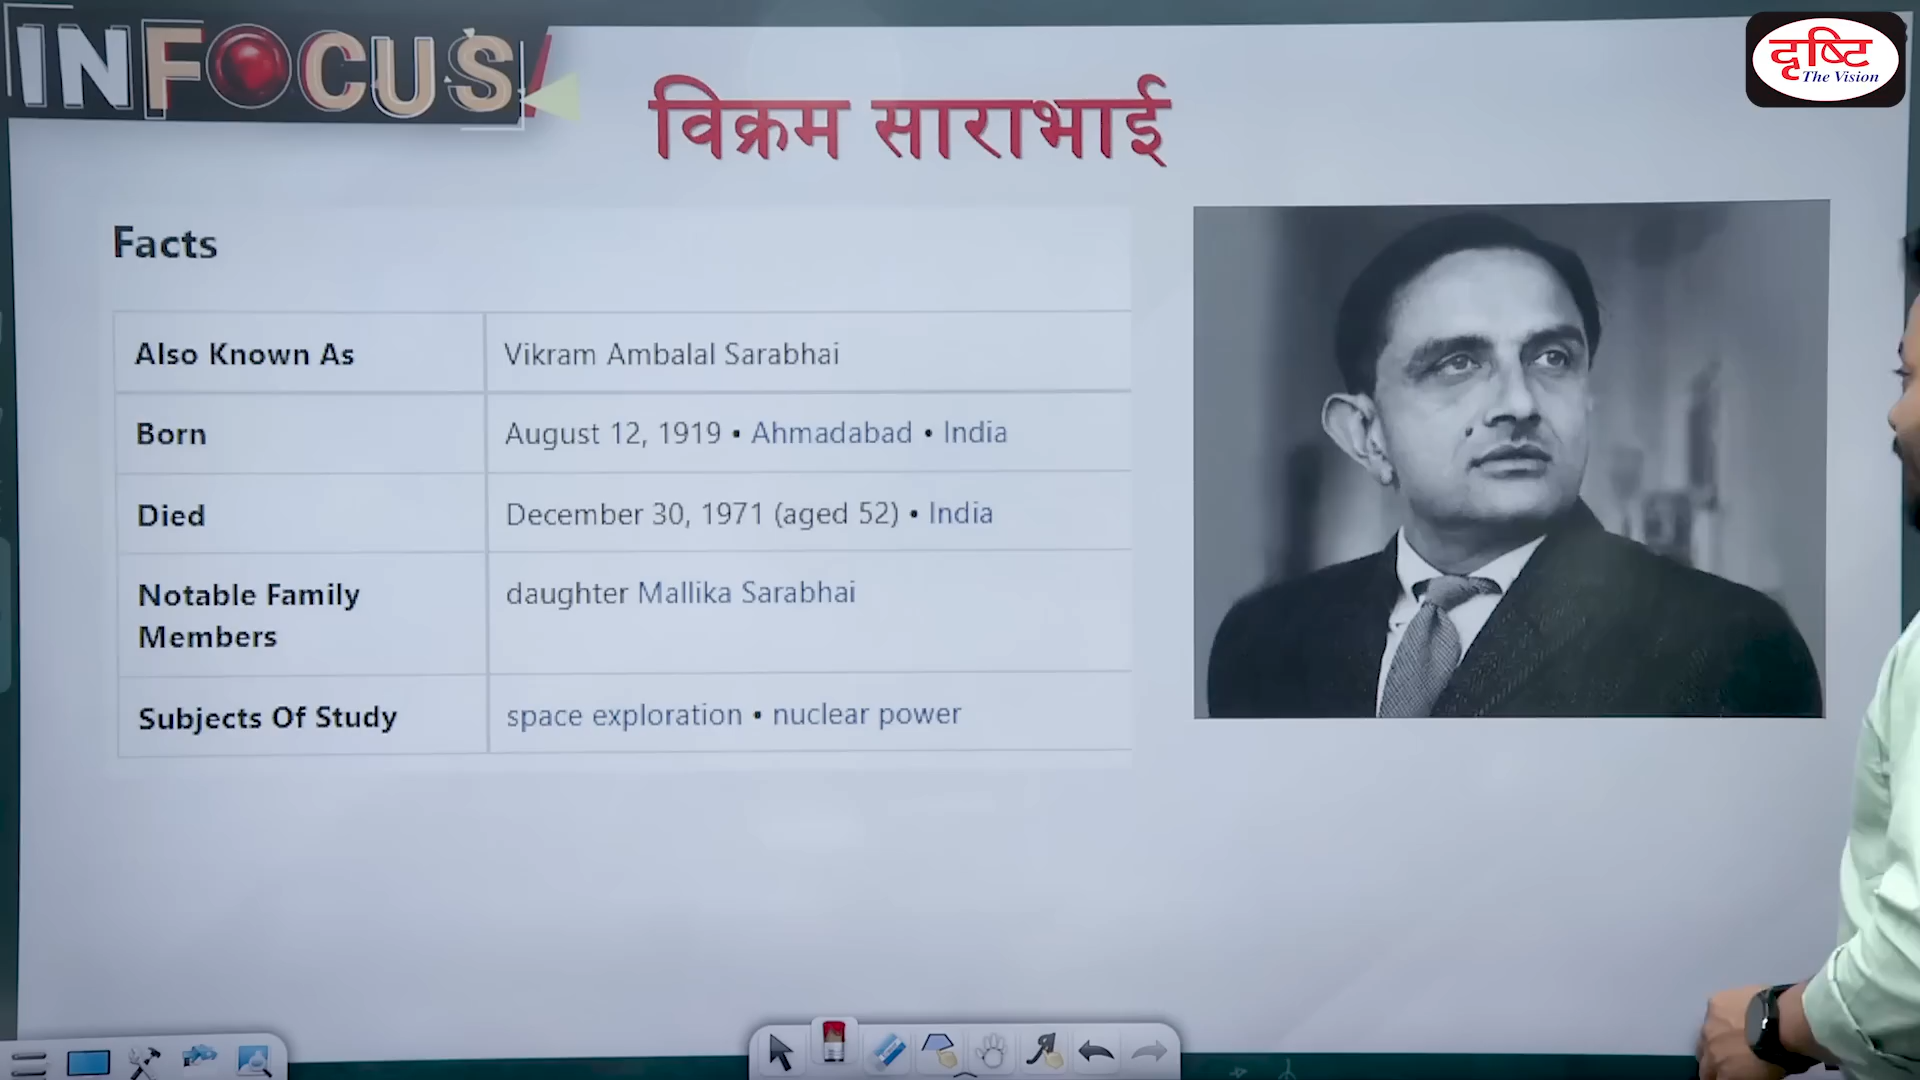 INFOCUS
दृष्टि
The Vision
विक्रम साराभाई
Facts
Also Known As
Vikram Ambalal Sarabhai
Born
August 12, 1919 • Ahmadabad • India
Died
December 30, 1971 (aged 52) • India
Notable Family
Members
daughter Mallika Sarabhai
Subjects Of Study
space exploration • nuclear power